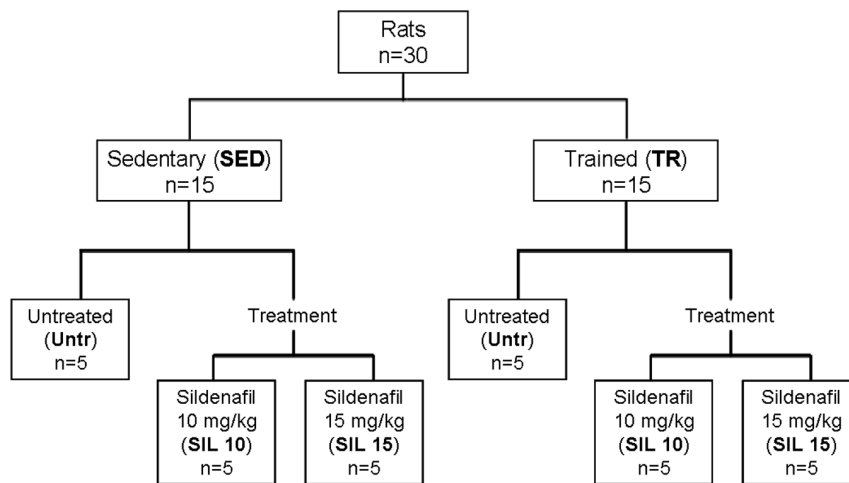 Rats
n=30
Sedentary (SED)
n=15
Trained (TR)
n=15
Untreated
(Untr)
n=5
Treatment
Sildenafil
10 mg/kg
(SIL 10)
n=5
Sildenafil
15 mg/kg
(SIL 15)
n=5
Untreated
(Untr)
n=5
Treatment
Sildenafil
10 mg/kg
(SIL 10)
n=5
Sildenafil
15 mg/kg
(SIL 15)
n=5